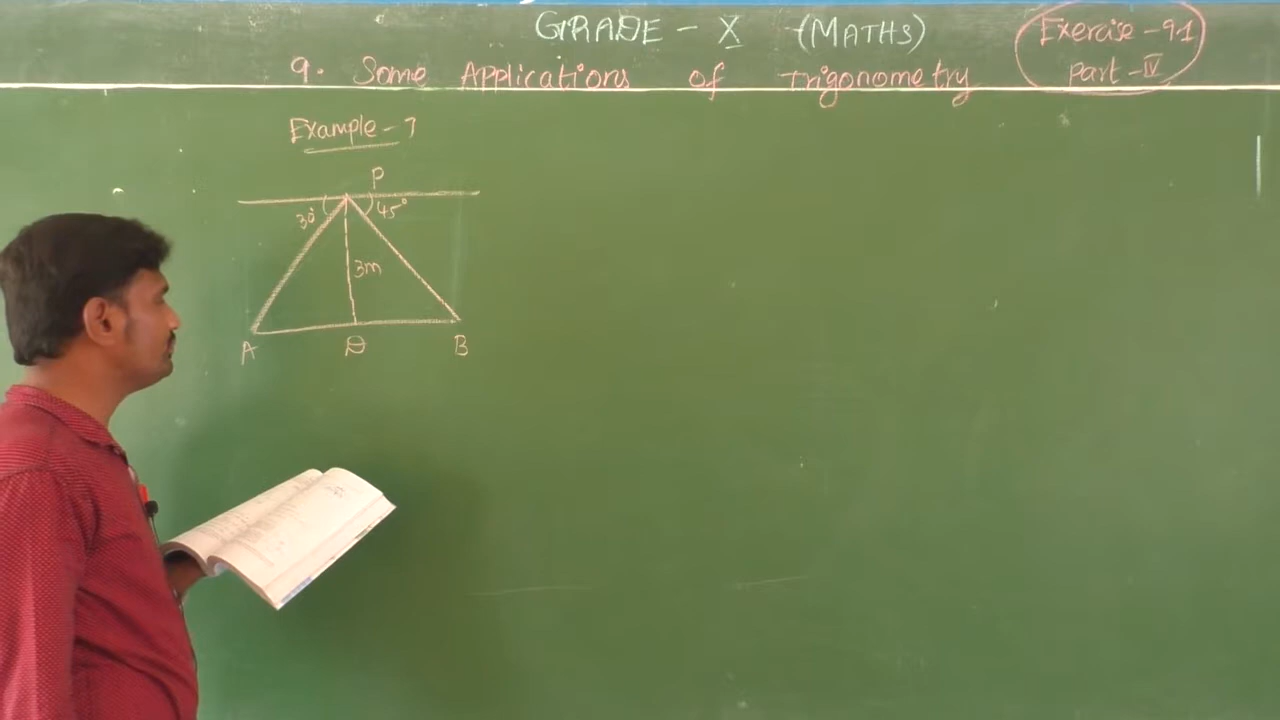 GRADE - X (MATHS)
Exercise - 9.1
Part - IV
9. Some Applications of Trigonometry
Example - 7
P
30° 45°
3m
A D B